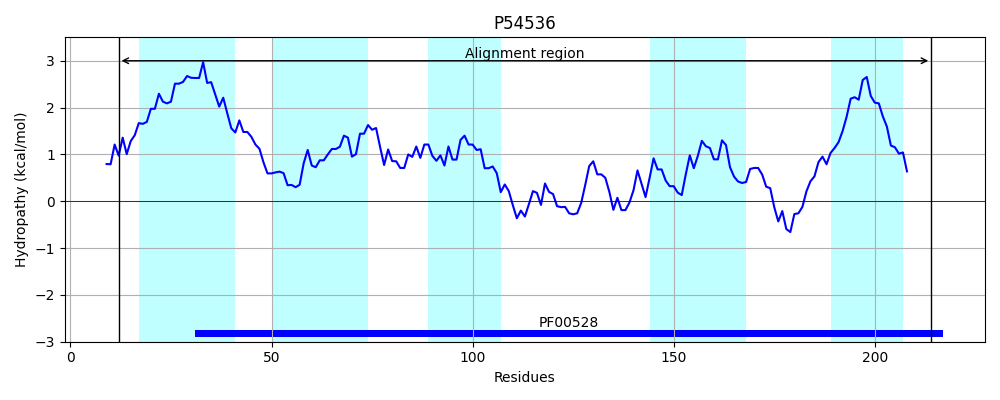 P54536
Alignment region
3
2
1
0
−1
−2
−3
Hydropathy (kcal/mol)
PF00528
0
50
100
150
200
Residues